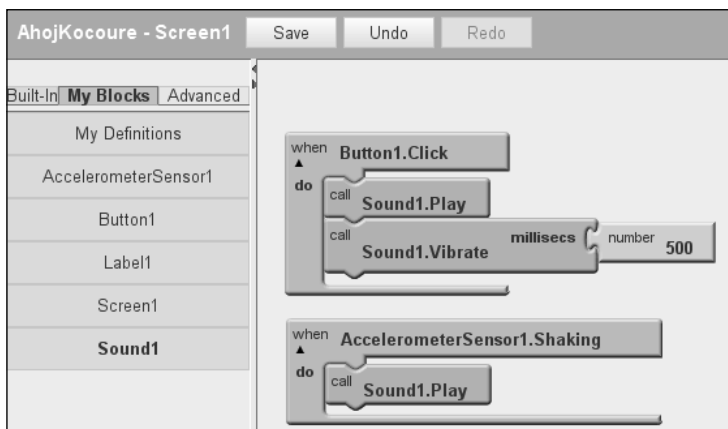 AhojKocoure - Screen1
Save
Undo
Redo
Built-In
My Blocks
Advanced
My Definitions
AccelerometerSensor1
Button1
Label1
Screen1
Sound1
when Button1.Click
do
call Sound1.Play
call Sound1.Vibrate millisecs number 500
when AccelerometerSensor1.Shaking
do
call Sound1.Play